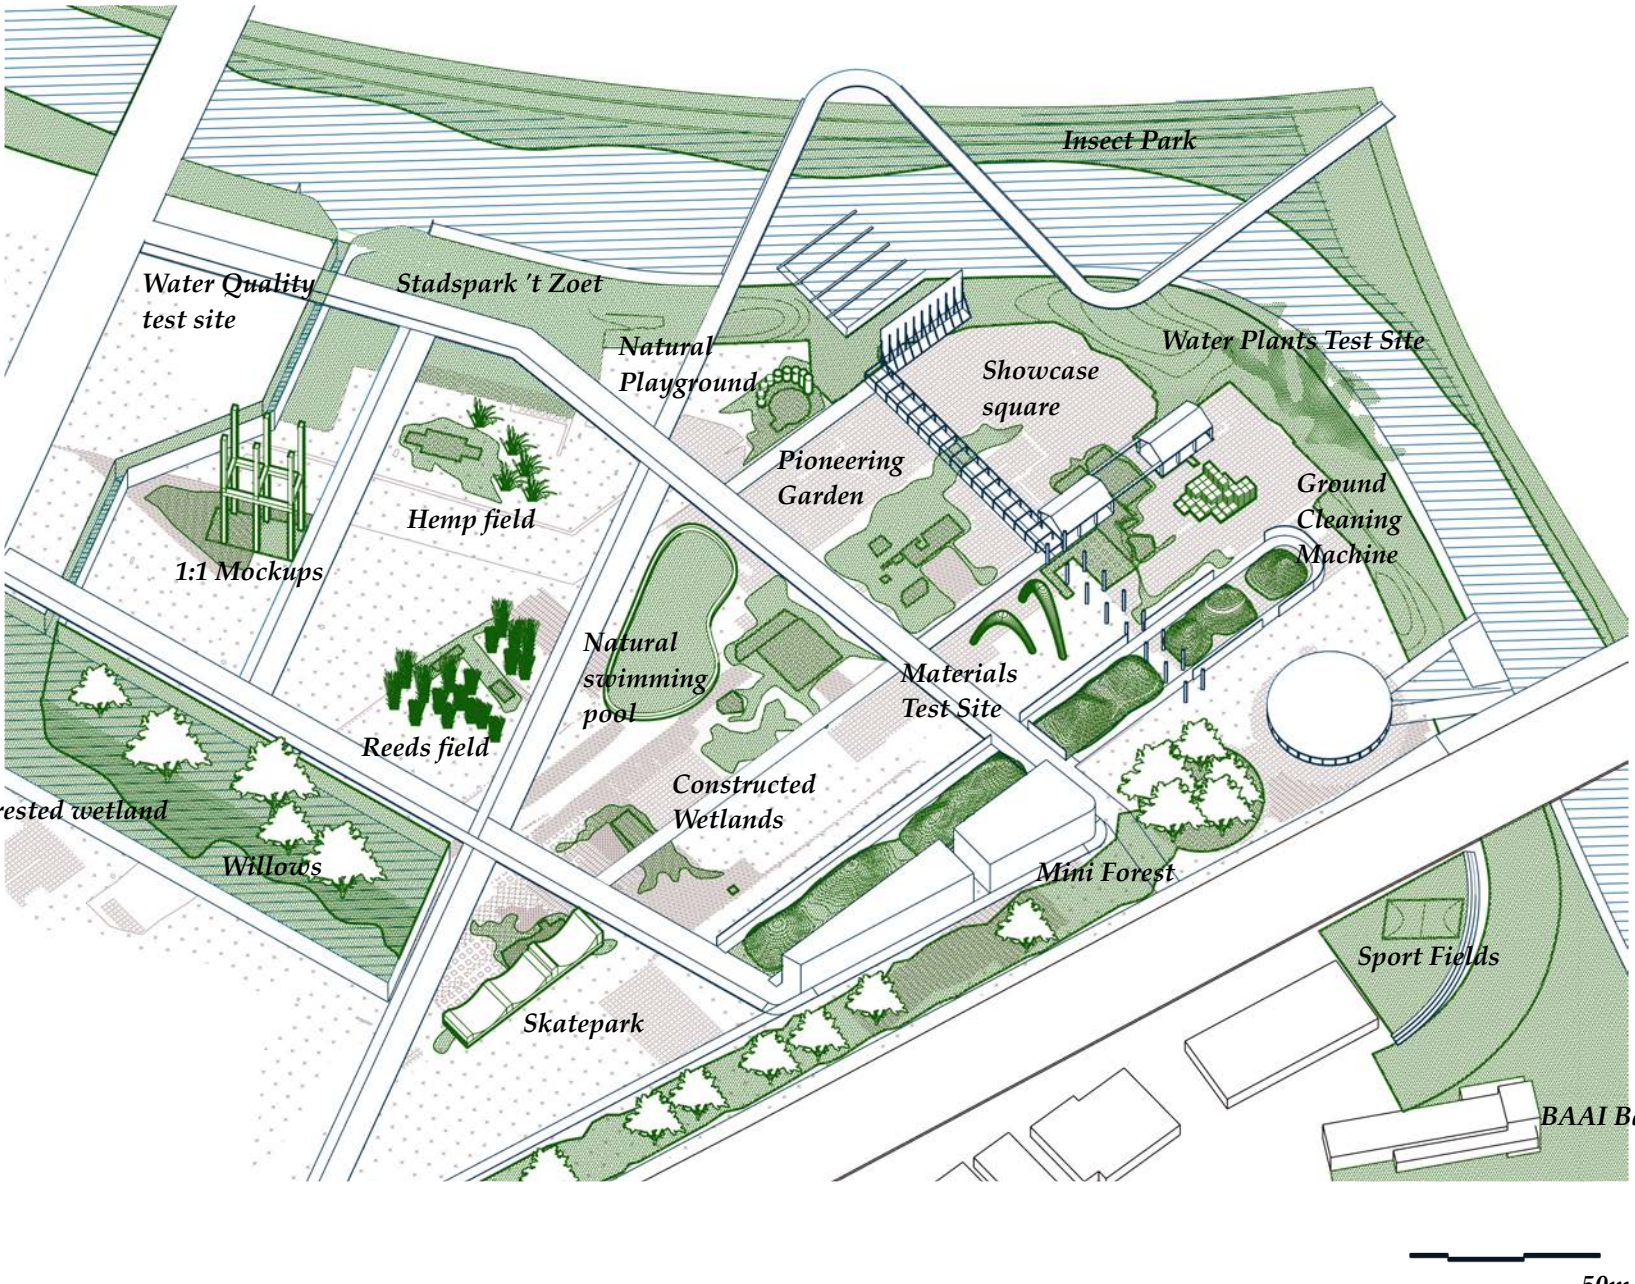 Insect Park
Water Quality
test site
Stadspark 't Zoet
Natural
Playground
Water Plants Test Site
Showcase
square
Pioneering
Garden
Ground
Cleaning
Machine
Hemp field
1:1 Mockups
Natural
swimming
pool
Materials
Test Site
Reeds field
Constructed
Wetlands
rested wetland
Willows
Mini Forest
Sport Fields
Skatepark
BAAI B
50m